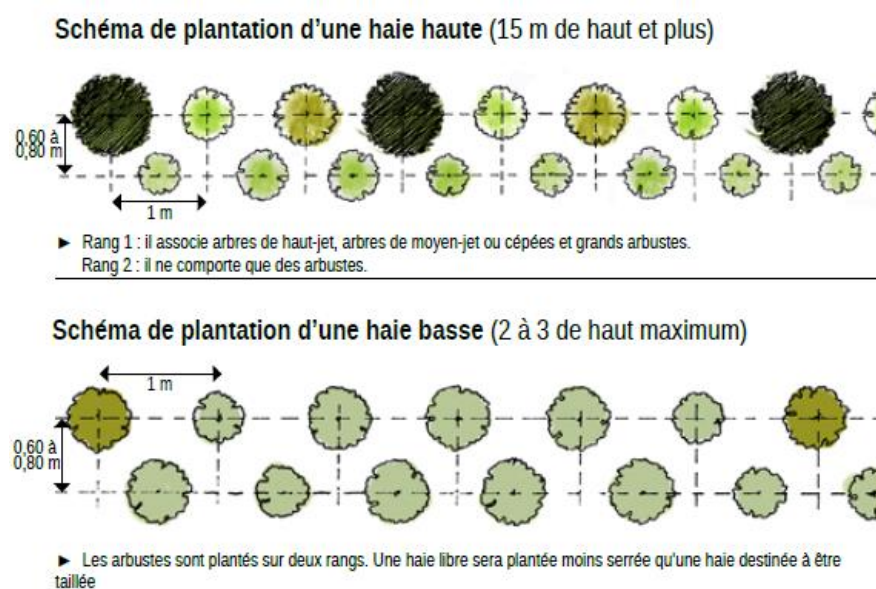 Schéma de plantation d'une haie haute (15 m de haut et plus)
0,60 à
0,80 m
1 m
► Rang 1 : il associe arbres de haut-jet, arbres de moyen-jet ou cépées et grands arbustes.
Rang 2 : il ne comporte que des arbustes.
Schéma de plantation d'une haie basse (2 à 3 de haut maximum)
1 m
0,60 à
0,80 m
► Les arbustes sont plantés sur deux rangs. Une haie libre sera plantée moins serrée qu'une haie destinée à être
taillée